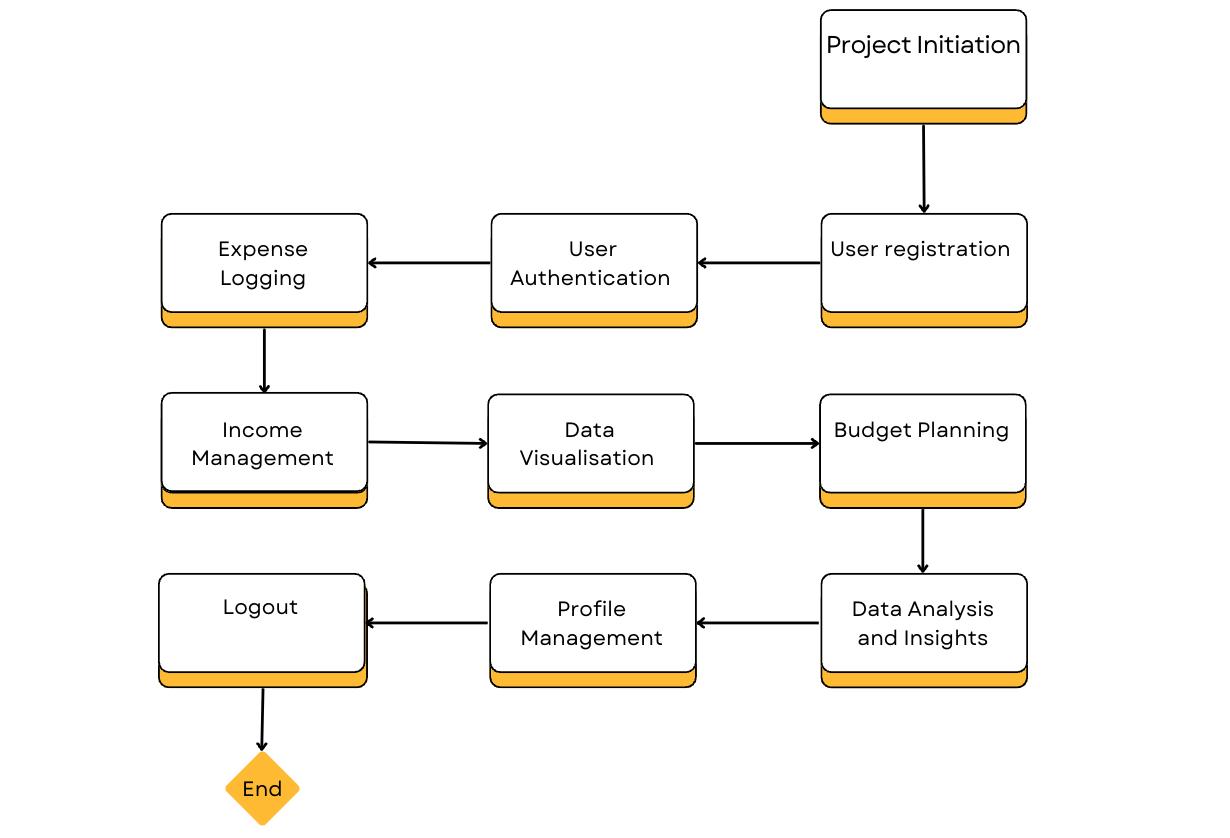 Project Initiation
Expense
Logging
User
Authentication
User registration
Income
Management
Data
Visualisation
Budget Planning
Logout
Profile
Management
Data Analysis
and Insights
End